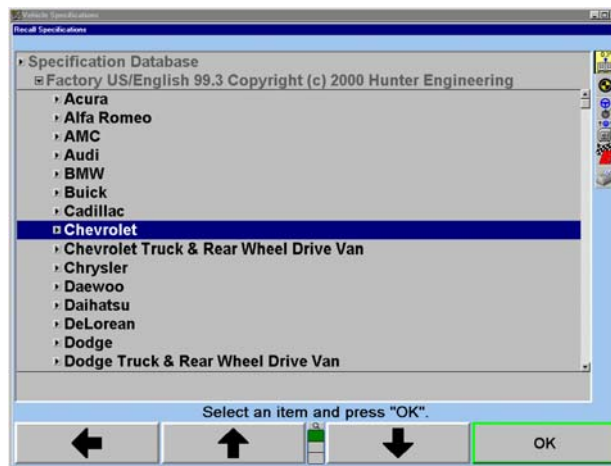 Vehicle Specifications
Recall Specifications
Specification Database
Factory US/English 99.3 Copyright (c) 2000 Hunter Engineering
Acura
Alfa Romeo
AMC
Audi
BMW
Buick
Cadillac
Chevrolet
Chevrolet Truck & Rear Wheel Drive Van
Chrysler
Daewoo
Daihatsu
DeLorean
Dodge
Dodge Truck & Rear Wheel Drive Van
Select an item and press "OK".
OK